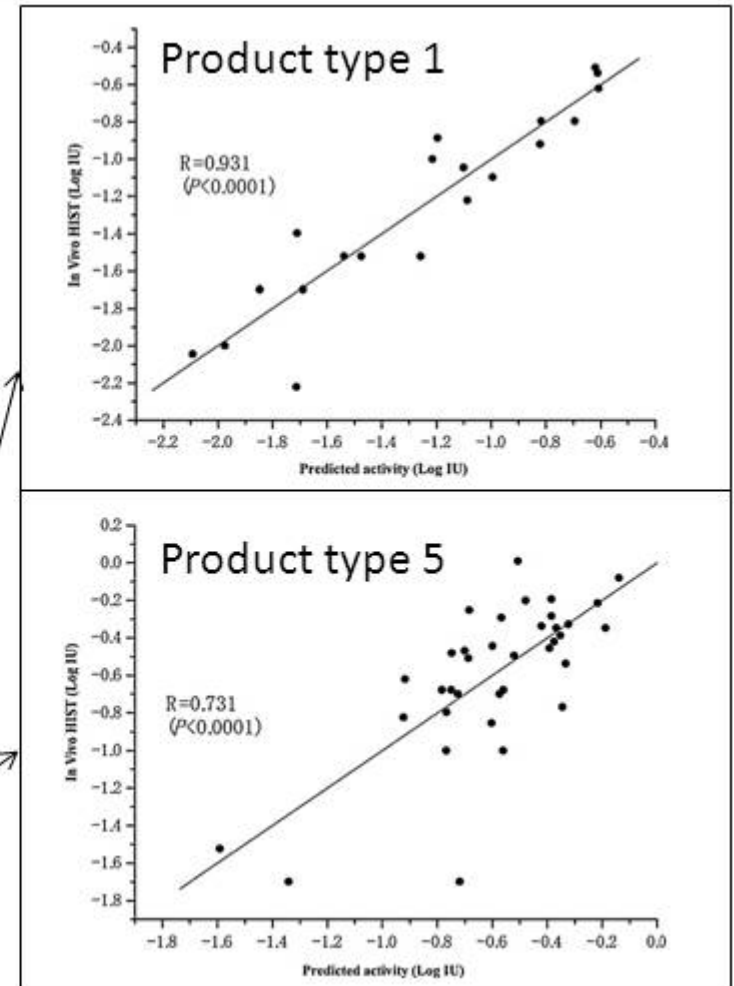 Product type 1
−0.4
−0.6
−0.8
−1.0
−1.2
−1.4
−1.6
−1.8
−2.0
−2.2
−2.4
In Vivo HIST (Log IU)
R=0.931
(P<0.0001)
−2.2 −2.0 −1.8 −1.6 −1.4 −1.2 −1.0 −0.8 −0.6 −0.4
Predicted activity (Log IU)
Product type 5
0.2
0.0
−0.2
−0.4
−0.6
−0.8
−1.0
−1.2
−1.4
−1.6
−1.8
In Vivo HIST (Log IU)
R=0.731
(P<0.0001)
−1.8 −1.6 −1.4 −1.2 −1.0 −0.8 −0.6 −0.4 −0.2 0.0
Predicted activity (Log IU)